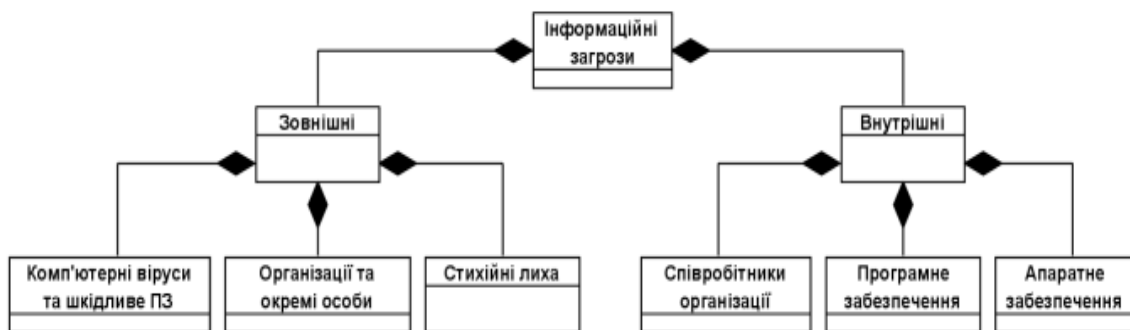 Інформаційні
загрози
Зовнішні
Внутрішні
Комп'ютерні віруси
та шкідливе ПЗ
Організації та
окремі особи
Стихійні лиха
Співробітники
організації
Програмне
забезпечення
Апаратне
забезпечення